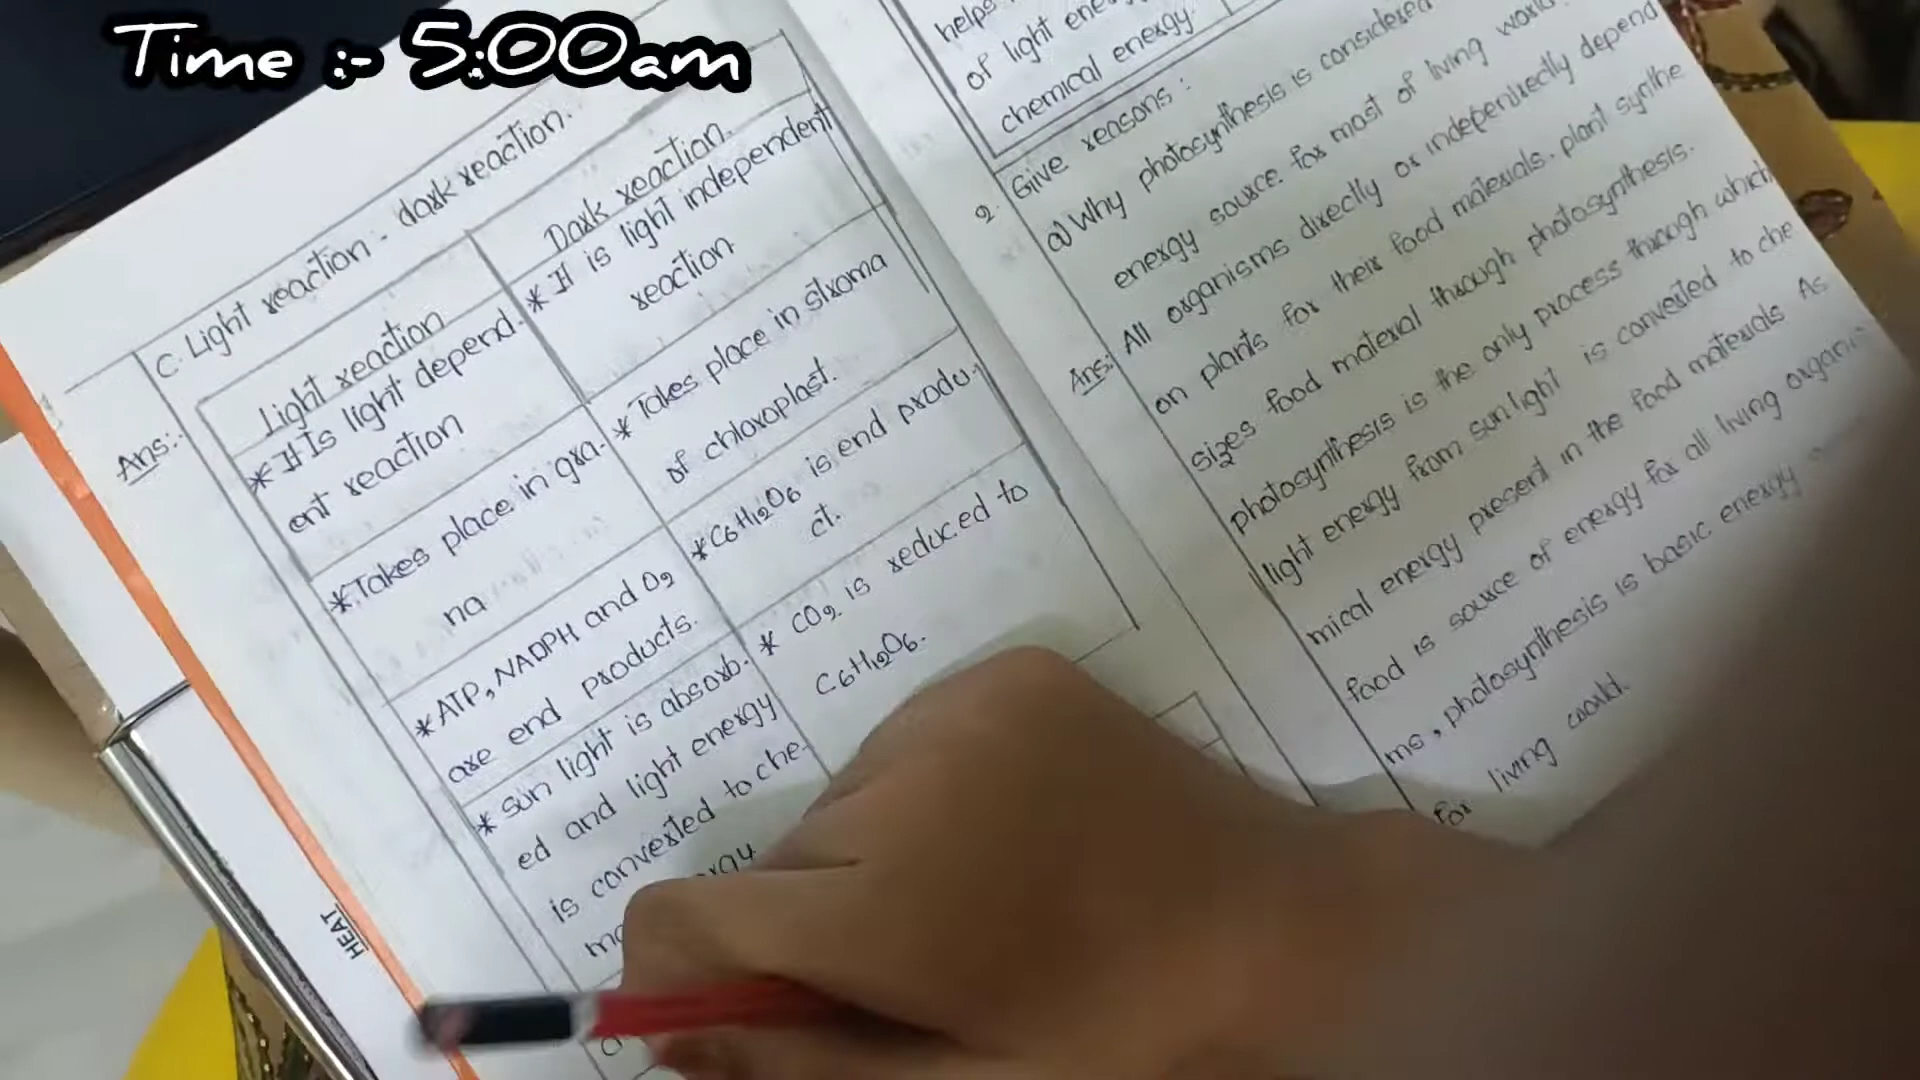 Time :- 5:00am
C. Light reaction - dark reaction.
Ans:-
Light reaction
* It Is light depend-
ent reaction
* Takes place in gra-
na
* ATP, NADPH and O2
are end products.
* Sun light is absorb-
ed and light energy
is converted to che-
Dark reaction.
* It is light independent
reaction
* Takes place in stroma
of chloroplast.
* C6H12O6 is end produ-
ct.
* CO2 is reduced to
C6H12O6.
HEAT
helps
of light
chemical energy.
2. Give reasons :
a) Why photosynthesis is considered
energy source for most of living world
Ans: All organisms directly or independectly depend
on plants for their food materials. plant synthe
sizes food material through photosynthesis.
photosynthesis is the only process through which
light energy from sunlight is converted to che
mical energy present in the food materials As
food is source of energy for all living organi
ms, photosynthesis is basic energy
for living world.